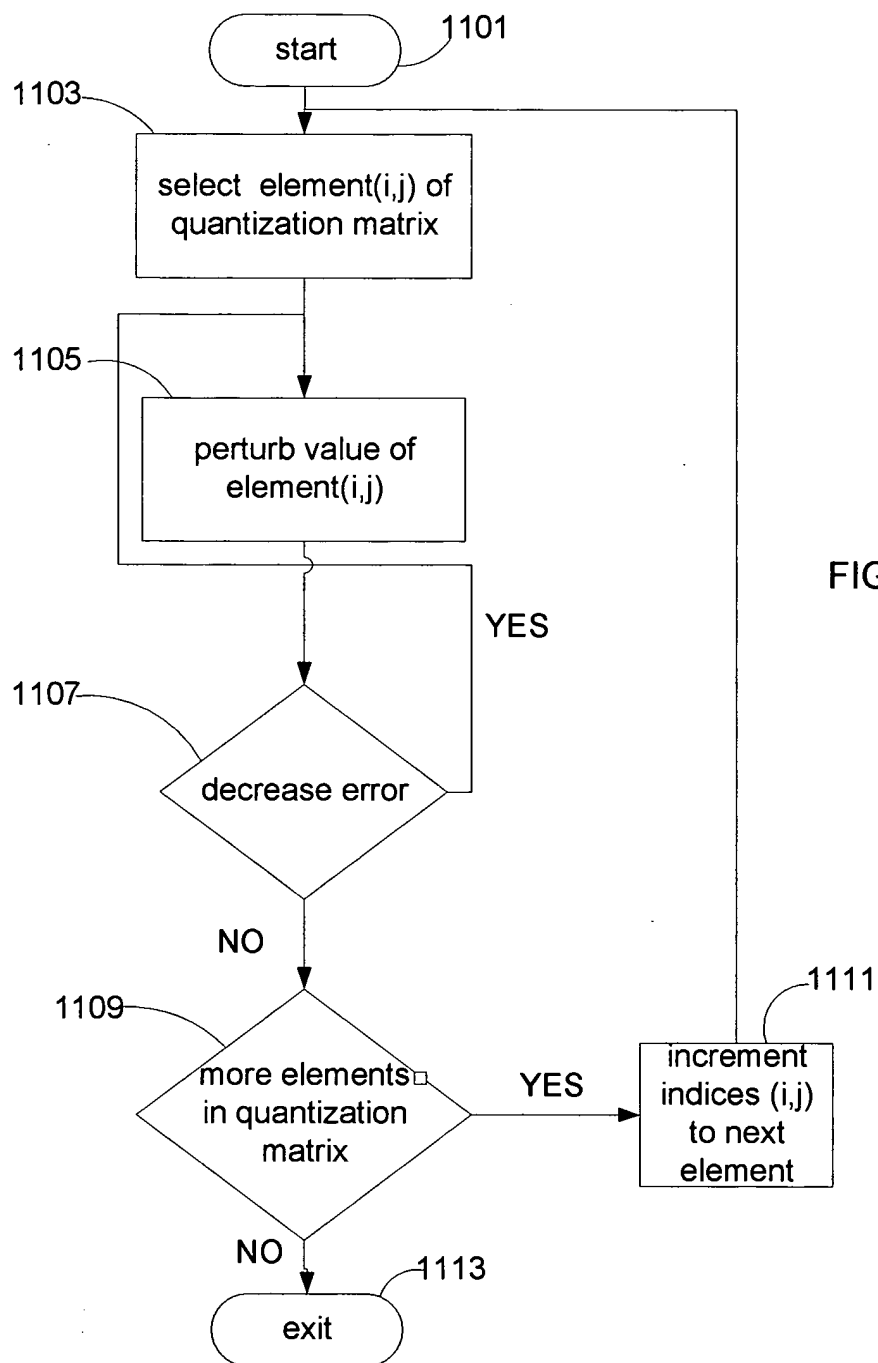 start
1101
1103
select element(i,j) of
quantization matrix
1105
perturb value of
element(i,j)
FIG
YES
1107
decrease error
NO
1109
more elements
in quantization
matrix
YES
1111
increment
indices (i,j)
to next
element
NO
1113
exit